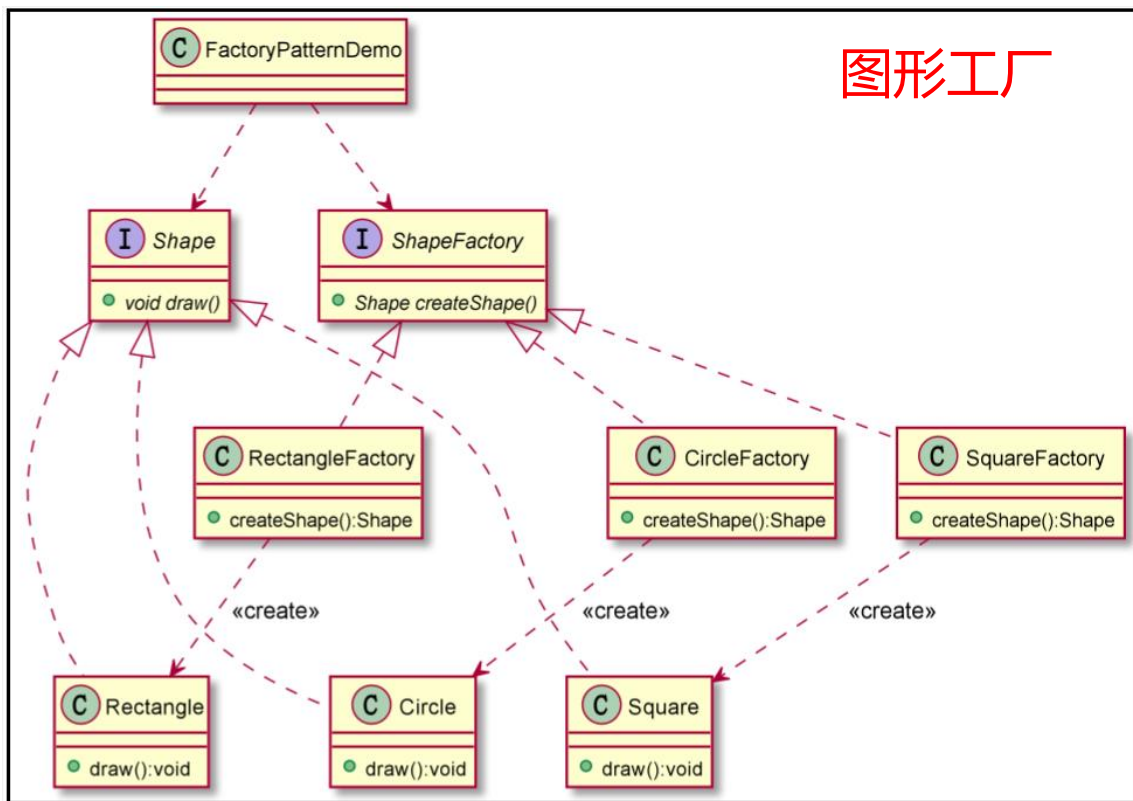 C FactoryPatternDemo
图形工厂
I Shape
void draw()
I ShapeFactory
Shape createShape()
C RectangleFactory
createShape():Shape
C CircleFactory
createShape():Shape
C SquareFactory
createShape():Shape
«create»
«create»
«create»
C Rectangle
draw():void
C Circle
draw():void
C Square
draw():void